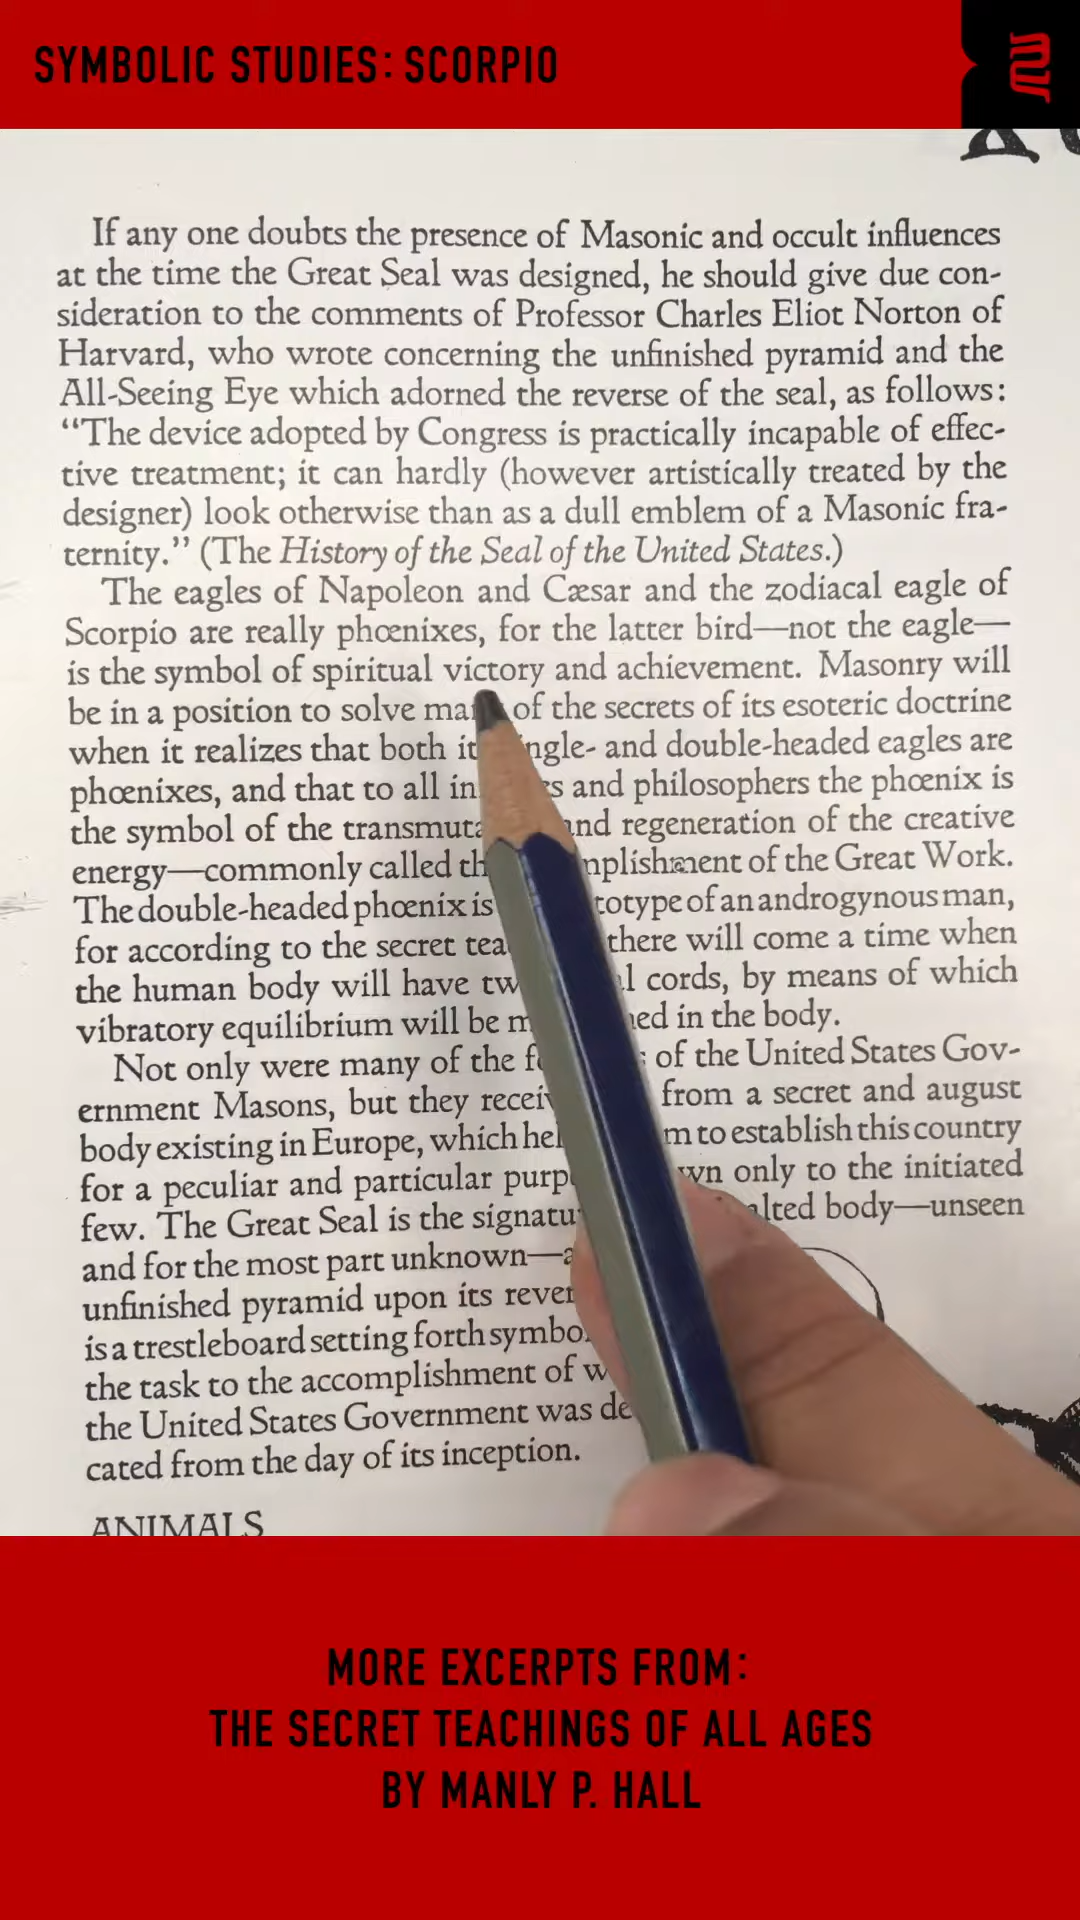 SYMBOLIC STUDIES: SCORPIO
If any one doubts the presence of Masonic and occult influences
at the time the Great Seal was designed, he should give due con-
sideration to the comments of Professor Charles Eliot Norton of
Harvard, who wrote concerning the unfinished pyramid and the
All-Seeing Eye which adorned the reverse of the seal, as follows:
“The device adopted by Congress is practically incapable of effec-
tive treatment; it can hardly (however artistically treated by the
designer) look otherwise than as a dull emblem of a Masonic fra-
ternity.” (The History of the Seal of the United States.)
The eagles of Napoleon and Cæsar and the zodiacal eagle of
Scorpio are really phœnixes, for the latter bird—not the eagle—
is the symbol of spiritual victory and achievement. Masonry will
be in a position to solve of the secrets of its esoteric doctrine
when it realizes that both and double-headed eagles are
phœnixes, and that to all and philosophers the phœnix is
the symbol of the and regeneration of the creative
energy—commonly called of the Great Work.
The double-headed phœnix is of an androgynous man,
for according to the secret there will come a time when
the human body will have cords, by means of which
vibratory equilibrium will be in the body.
Not only were many of the of the United States Gov-
ernment Masons, but they from a secret and august
body existing in Europe, which to establish this country
for a peculiar and particular only to the initiated
few. The Great Seal is the body—unseen
and for the most part unknown—
unfinished pyramid upon its
is a trestleboard setting forth
the task to the accomplishment of
the United States Government was
cated from the day of its inception.
ANIMALS
MORE EXCERPTS FROM:
THE SECRET TEACHINGS OF ALL AGES
BY MANLY P. HALL